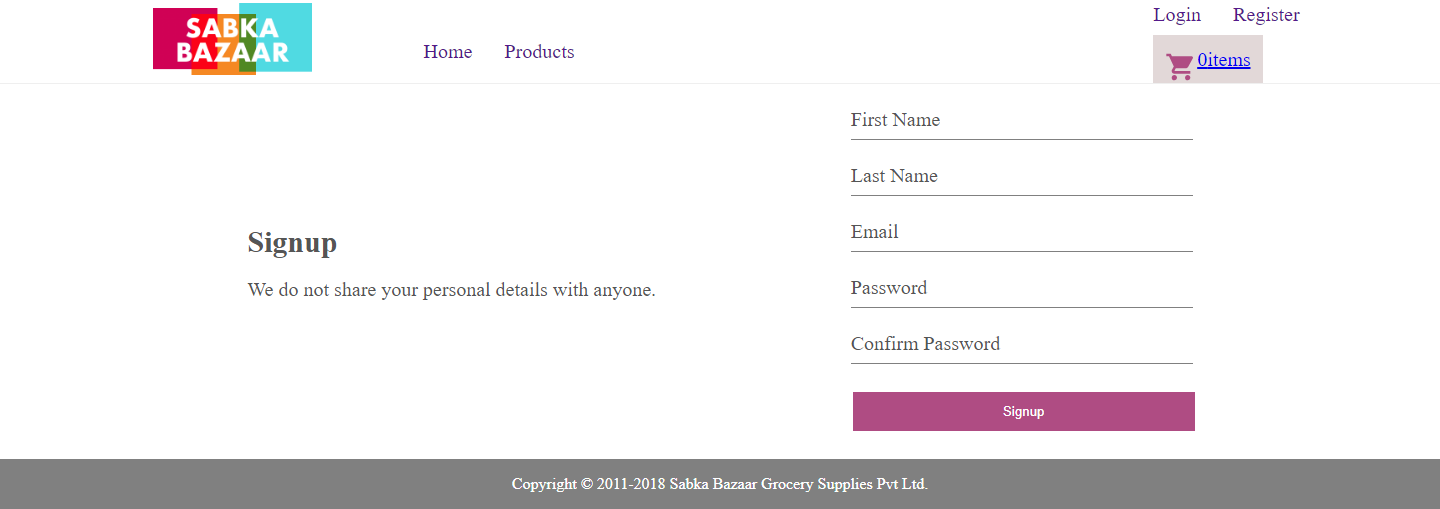 SABKA
BAZAAR
Home Products
Login Register
0items
Signup
We do not share your personal details with anyone.
First Name
Last Name
Email
Password
Confirm Password
Signup
Copyright © 2011-2018 Sabka Bazaar Grocery Supplies Pvt Ltd.